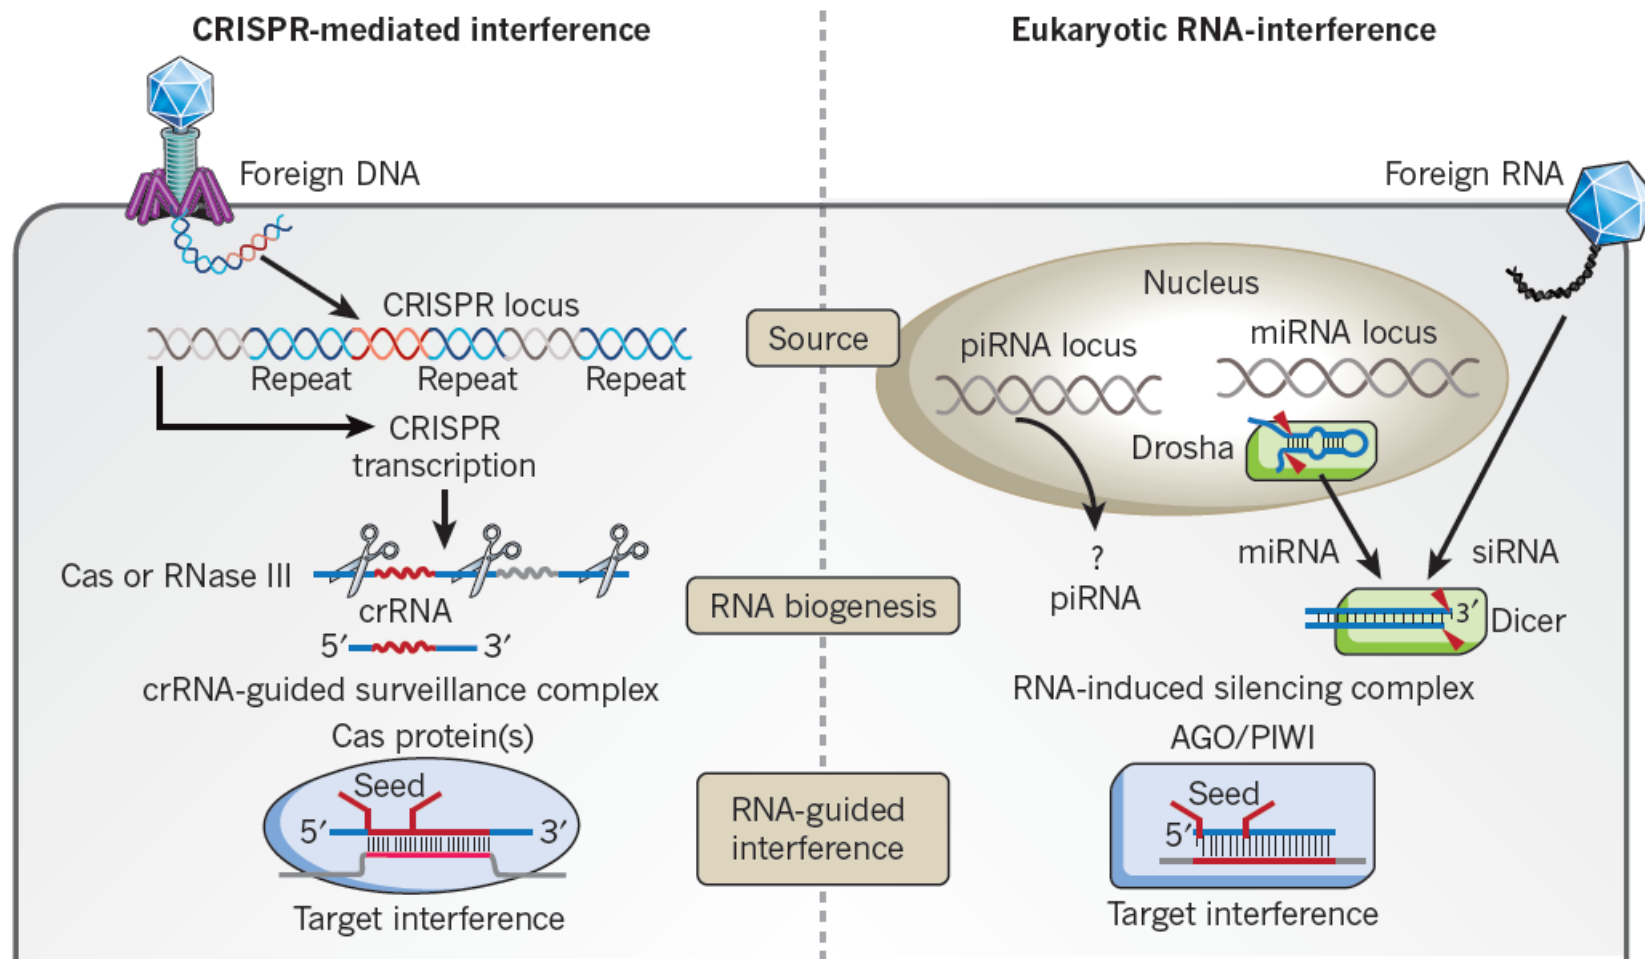 CRISPR-mediated interference
Eukaryotic RNA-interference
Foreign DNA
Foreign RNA
CRISPR locus
Repeat
Repeat
Repeat
CRISPR
transcription
Source
Nucleus
piRNA locus
miRNA locus
Drosha
Cas or RNase III
crRNA
5′
3′
RNA biogenesis
?
piRNA
miRNA
siRNA
3′
Dicer
crRNA-guided surveillance complex
Cas protein(s)
Seed
5′
3′
Target interference
RNA-guided
interference
RNA-induced silencing complex
AGO/PIWI
Seed
5′
Target interference